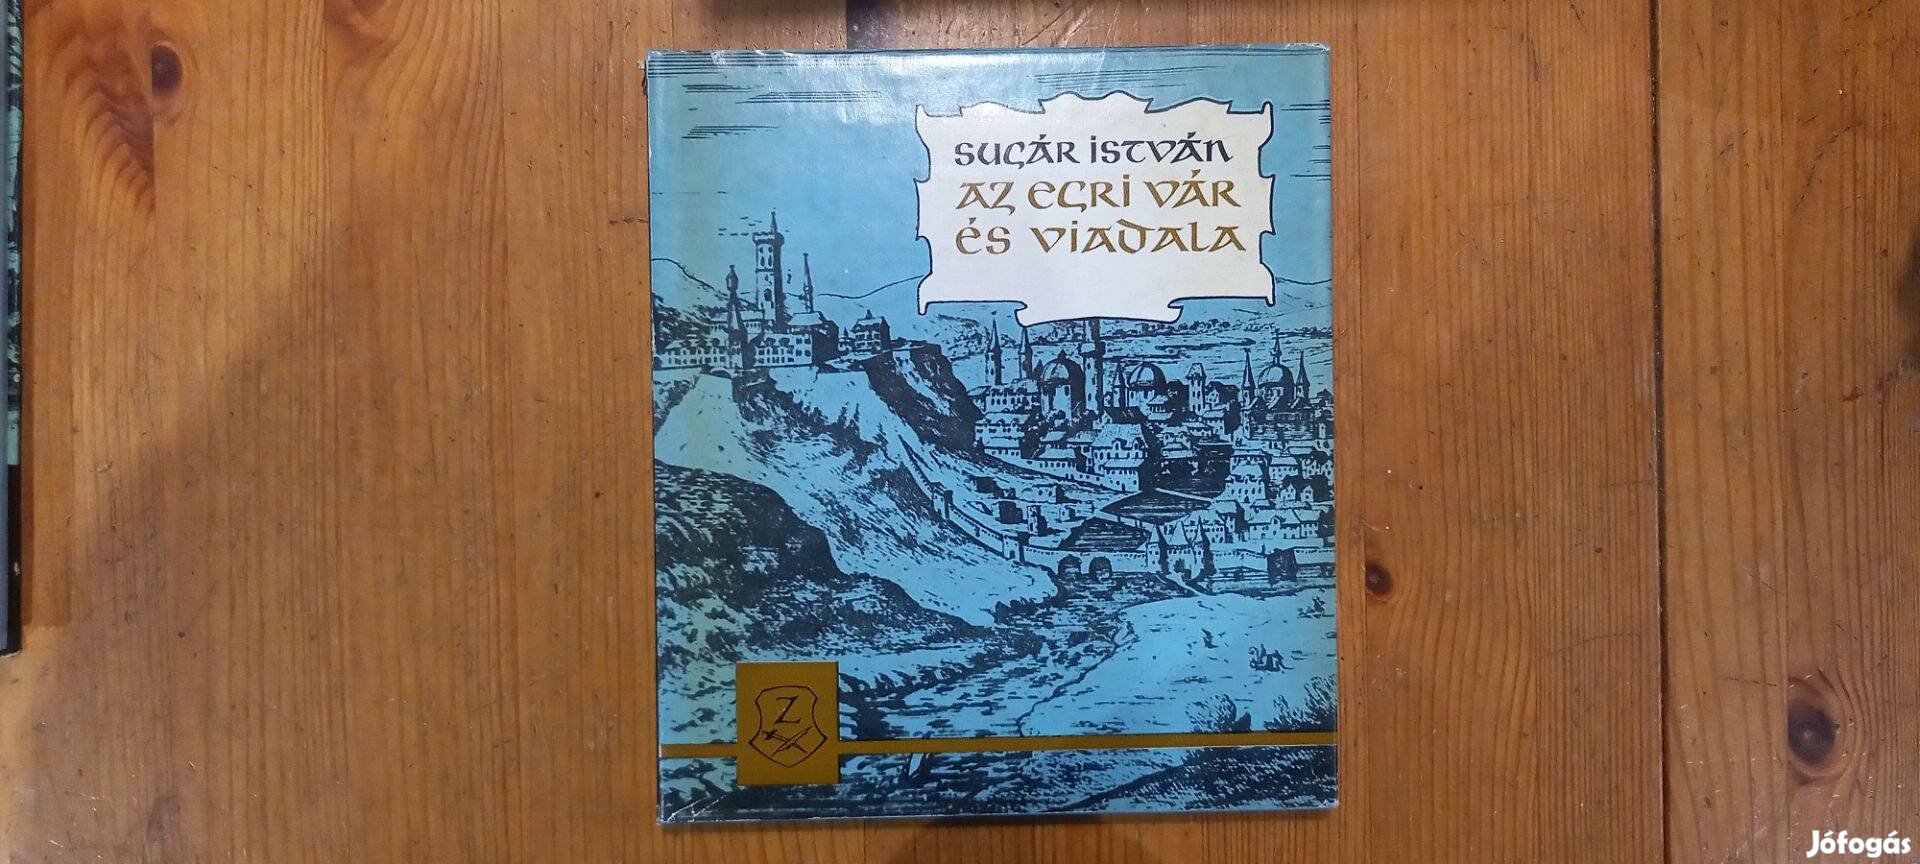 SUGÁR ISTVÁN
AZ EGRI VÁR
ÉS VIADALA
Z
Jófogás